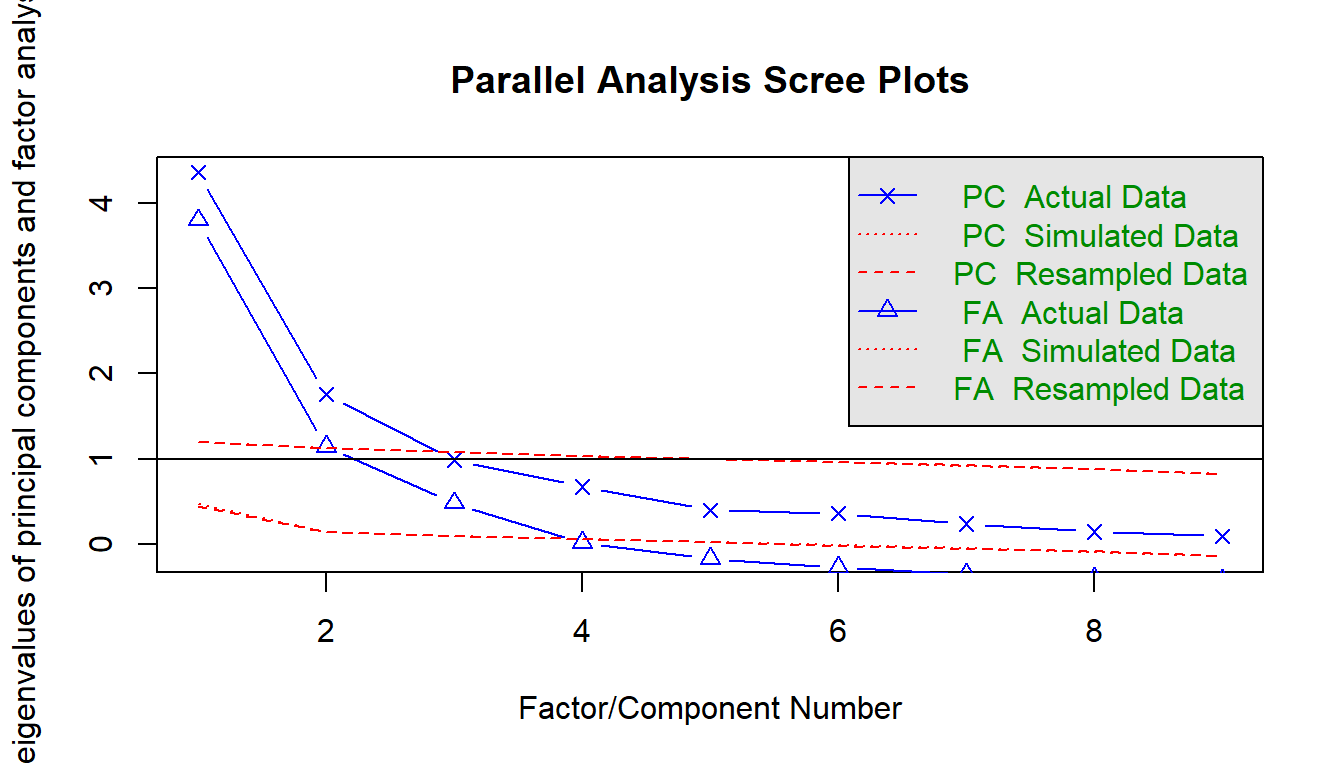 Parallel Analysis Scree Plots
eigenvalues of principal components and factor
4
3
2
1
0
PC Actual Data
PC Simulated Data
PC Resampled Data
FA Actual Data
FA Simulated Data
FA Resampled Data
2
4
6
8
Factor/Component Number